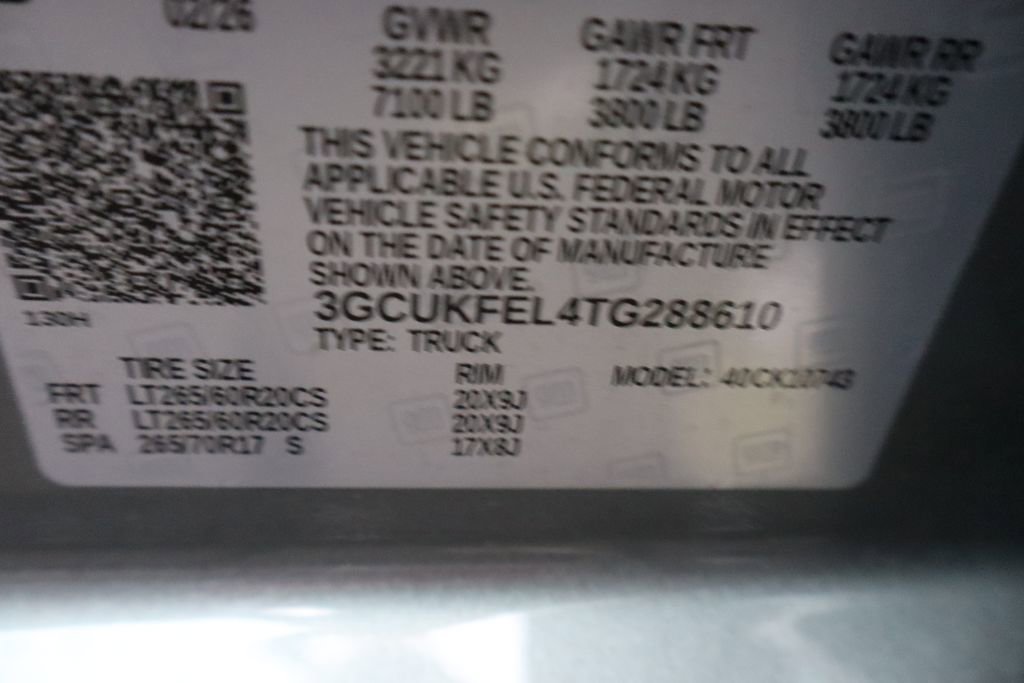 02/26 GVWR GAWR FRT GAWR RR
3221 KG 1724 KG 1724 KG
7100 LB 3800 LB 3800 LB
THIS VEHICLE CONFORMS TO ALL
APPLICABLE U.S. FEDERAL MOTOR
VEHICLE SAFETY STANDARDS IN EFFECT
ON THE DATE OF MANUFACTURE
SHOWN ABOVE.
3GCUKFEL4TG288610
130H
TYPE: TRUCK
TIRE SIZE RIM MODEL: 40CK10743
FRT LT265/60R20CS 20X9J
RR LT265/60R20CS 20X9J
SPA 265/70R17 S 17X8J